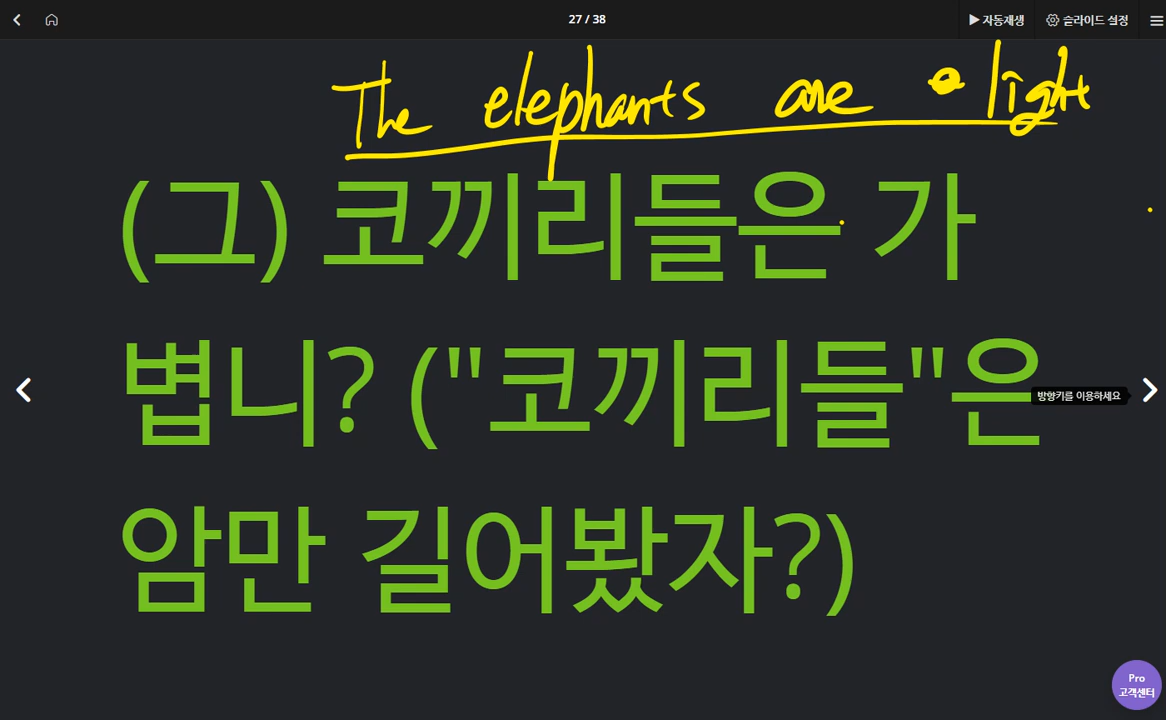 27 / 38
▶ 자동재생
슬라이드 설정
The elephants are light
(그) 코끼리들은 가
볍니? ("코끼리들"은
방향키를 이용하세요
암만 길어봤자?)
Pro
고객센터